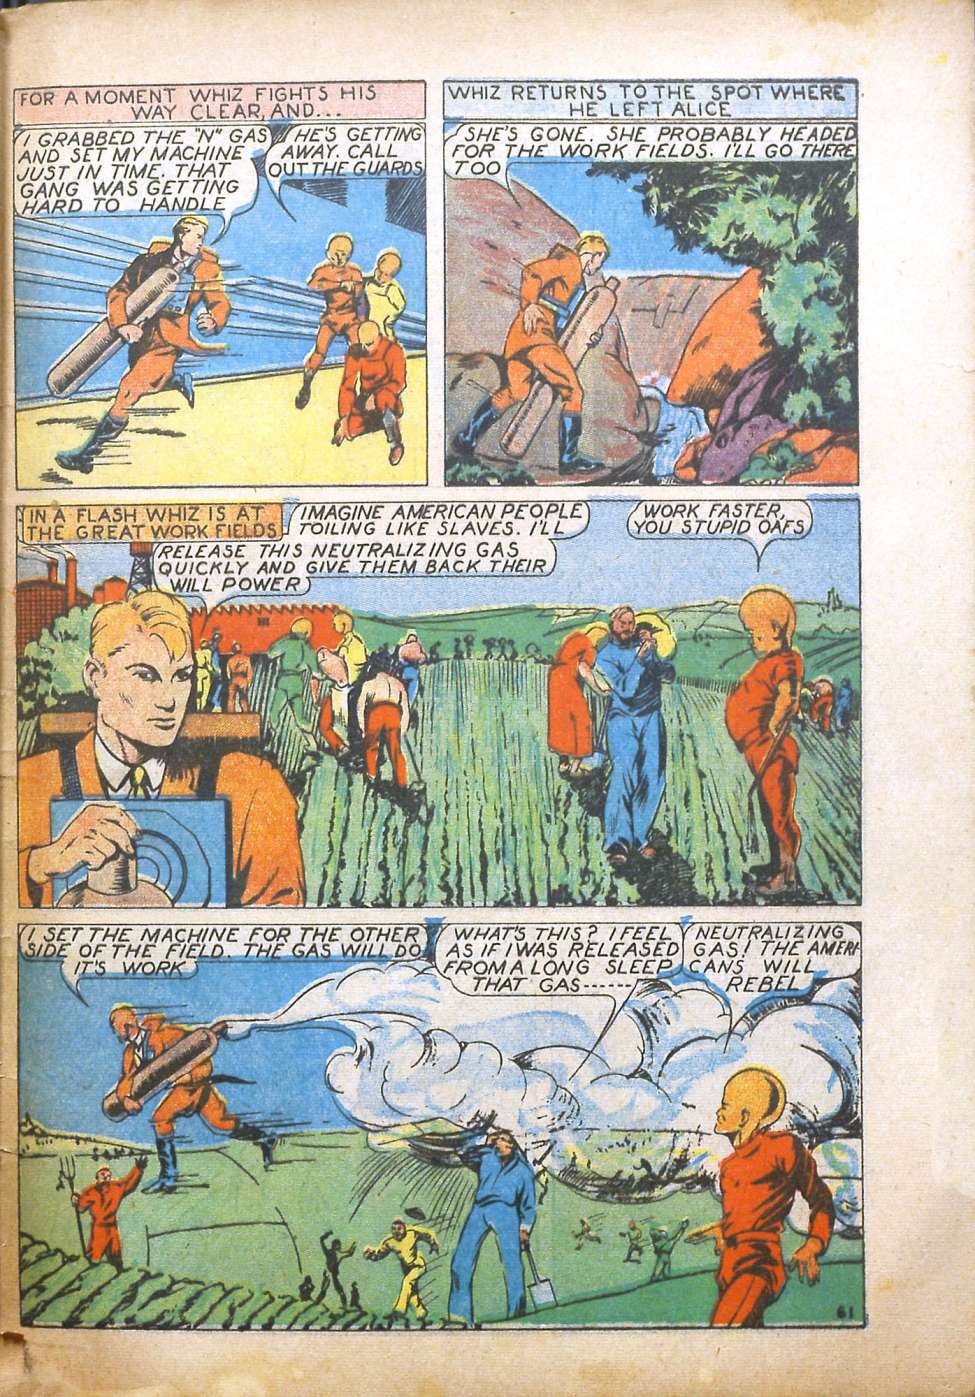 FOR A MOMENT WHIZ FIGHTS HIS
WAY CLEAR, AND...
I GRABBED THE "N" GAS
AND SET MY MACHINE
JUST IN TIME. THAT
GANG WAS GETTING
HARD TO HANDLE
HE'S GETTING
AWAY. CALL
OUT THE GUARDS
WHIZ RETURNS TO THE SPOT WHERE
HE LEFT ALICE
SHE'S GONE. SHE PROBABLY HEADED
FOR THE WORK FIELDS. I'LL GO THERE
TOO
IN A FLASH WHIZ IS AT
THE GREAT WORK FIELDS
IMAGINE AMERICAN PEOPLE
TOILING LIKE SLAVES. I'LL
RELEASE THIS NEUTRALIZING GAS
QUICKLY AND GIVE THEM BACK THEIR
WILL POWER
WORK FASTER,
YOU STUPID OAFS
I SET THE MACHINE FOR THE OTHER
SIDE OF THE FIELD. THE GAS WILL DO
IT'S WORK
WHAT'S THIS? I FEEL
AS IF I WAS RELEASED
FROM A LONG SLEEP
THAT GAS------
NEUTRALIZING
GAS! THE AMERI-
CANS WILL
REBEL
61